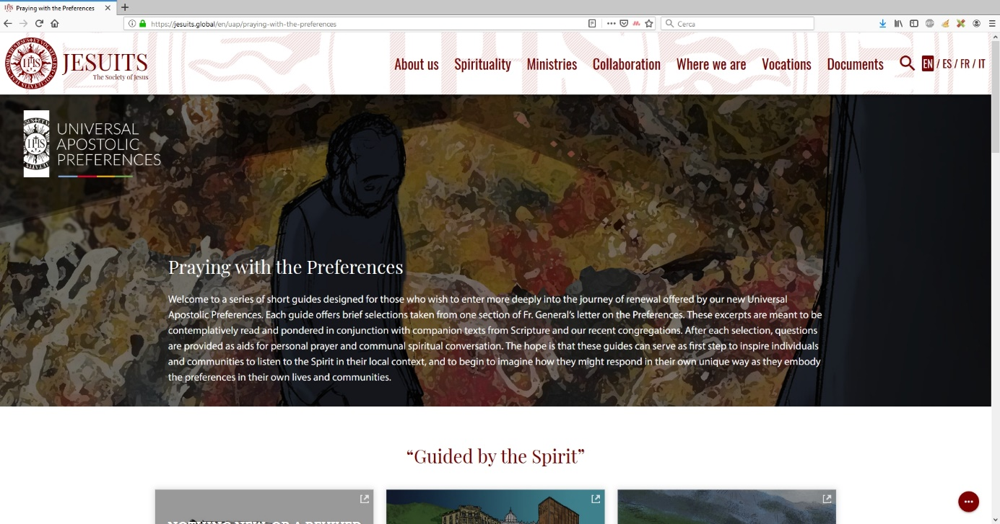 Praying with the Preferences
https://jesuits.global/en/uap/praying-with-the-preferences
Cerca
IHS
JESUITS
The Society of Jesus
About us
Spirituality
Ministries
Collaboration
Where we are
Vocations
Documents
EN / ES / FR / IT
IHS
UNIVERSAL
APOSTOLIC
PREFERENCES
Praying with the Preferences
Welcome to a series of short guides designed for those who wish to enter more deeply into the journey of renewal offered by our new Universal
Apostolic Preferences. Each guide offers brief selections taken from one section of Fr. General’s letter on the Preferences. These excerpts are meant to be
contemplatively read and pondered in conjunction with companion texts from Scripture and our recent congregations. After each selection, questions
are provided as aids for personal prayer and communal spiritual conversation. The hope is that these guides can serve as first step to inspire individuals
and communities to listen to the Spirit in their local context, and to begin to imagine how they might respond in their own unique way as they embody
the preferences in their own lives and communities.
“Guided by the Spirit”
NOTHING NEW, OR A REVIVED